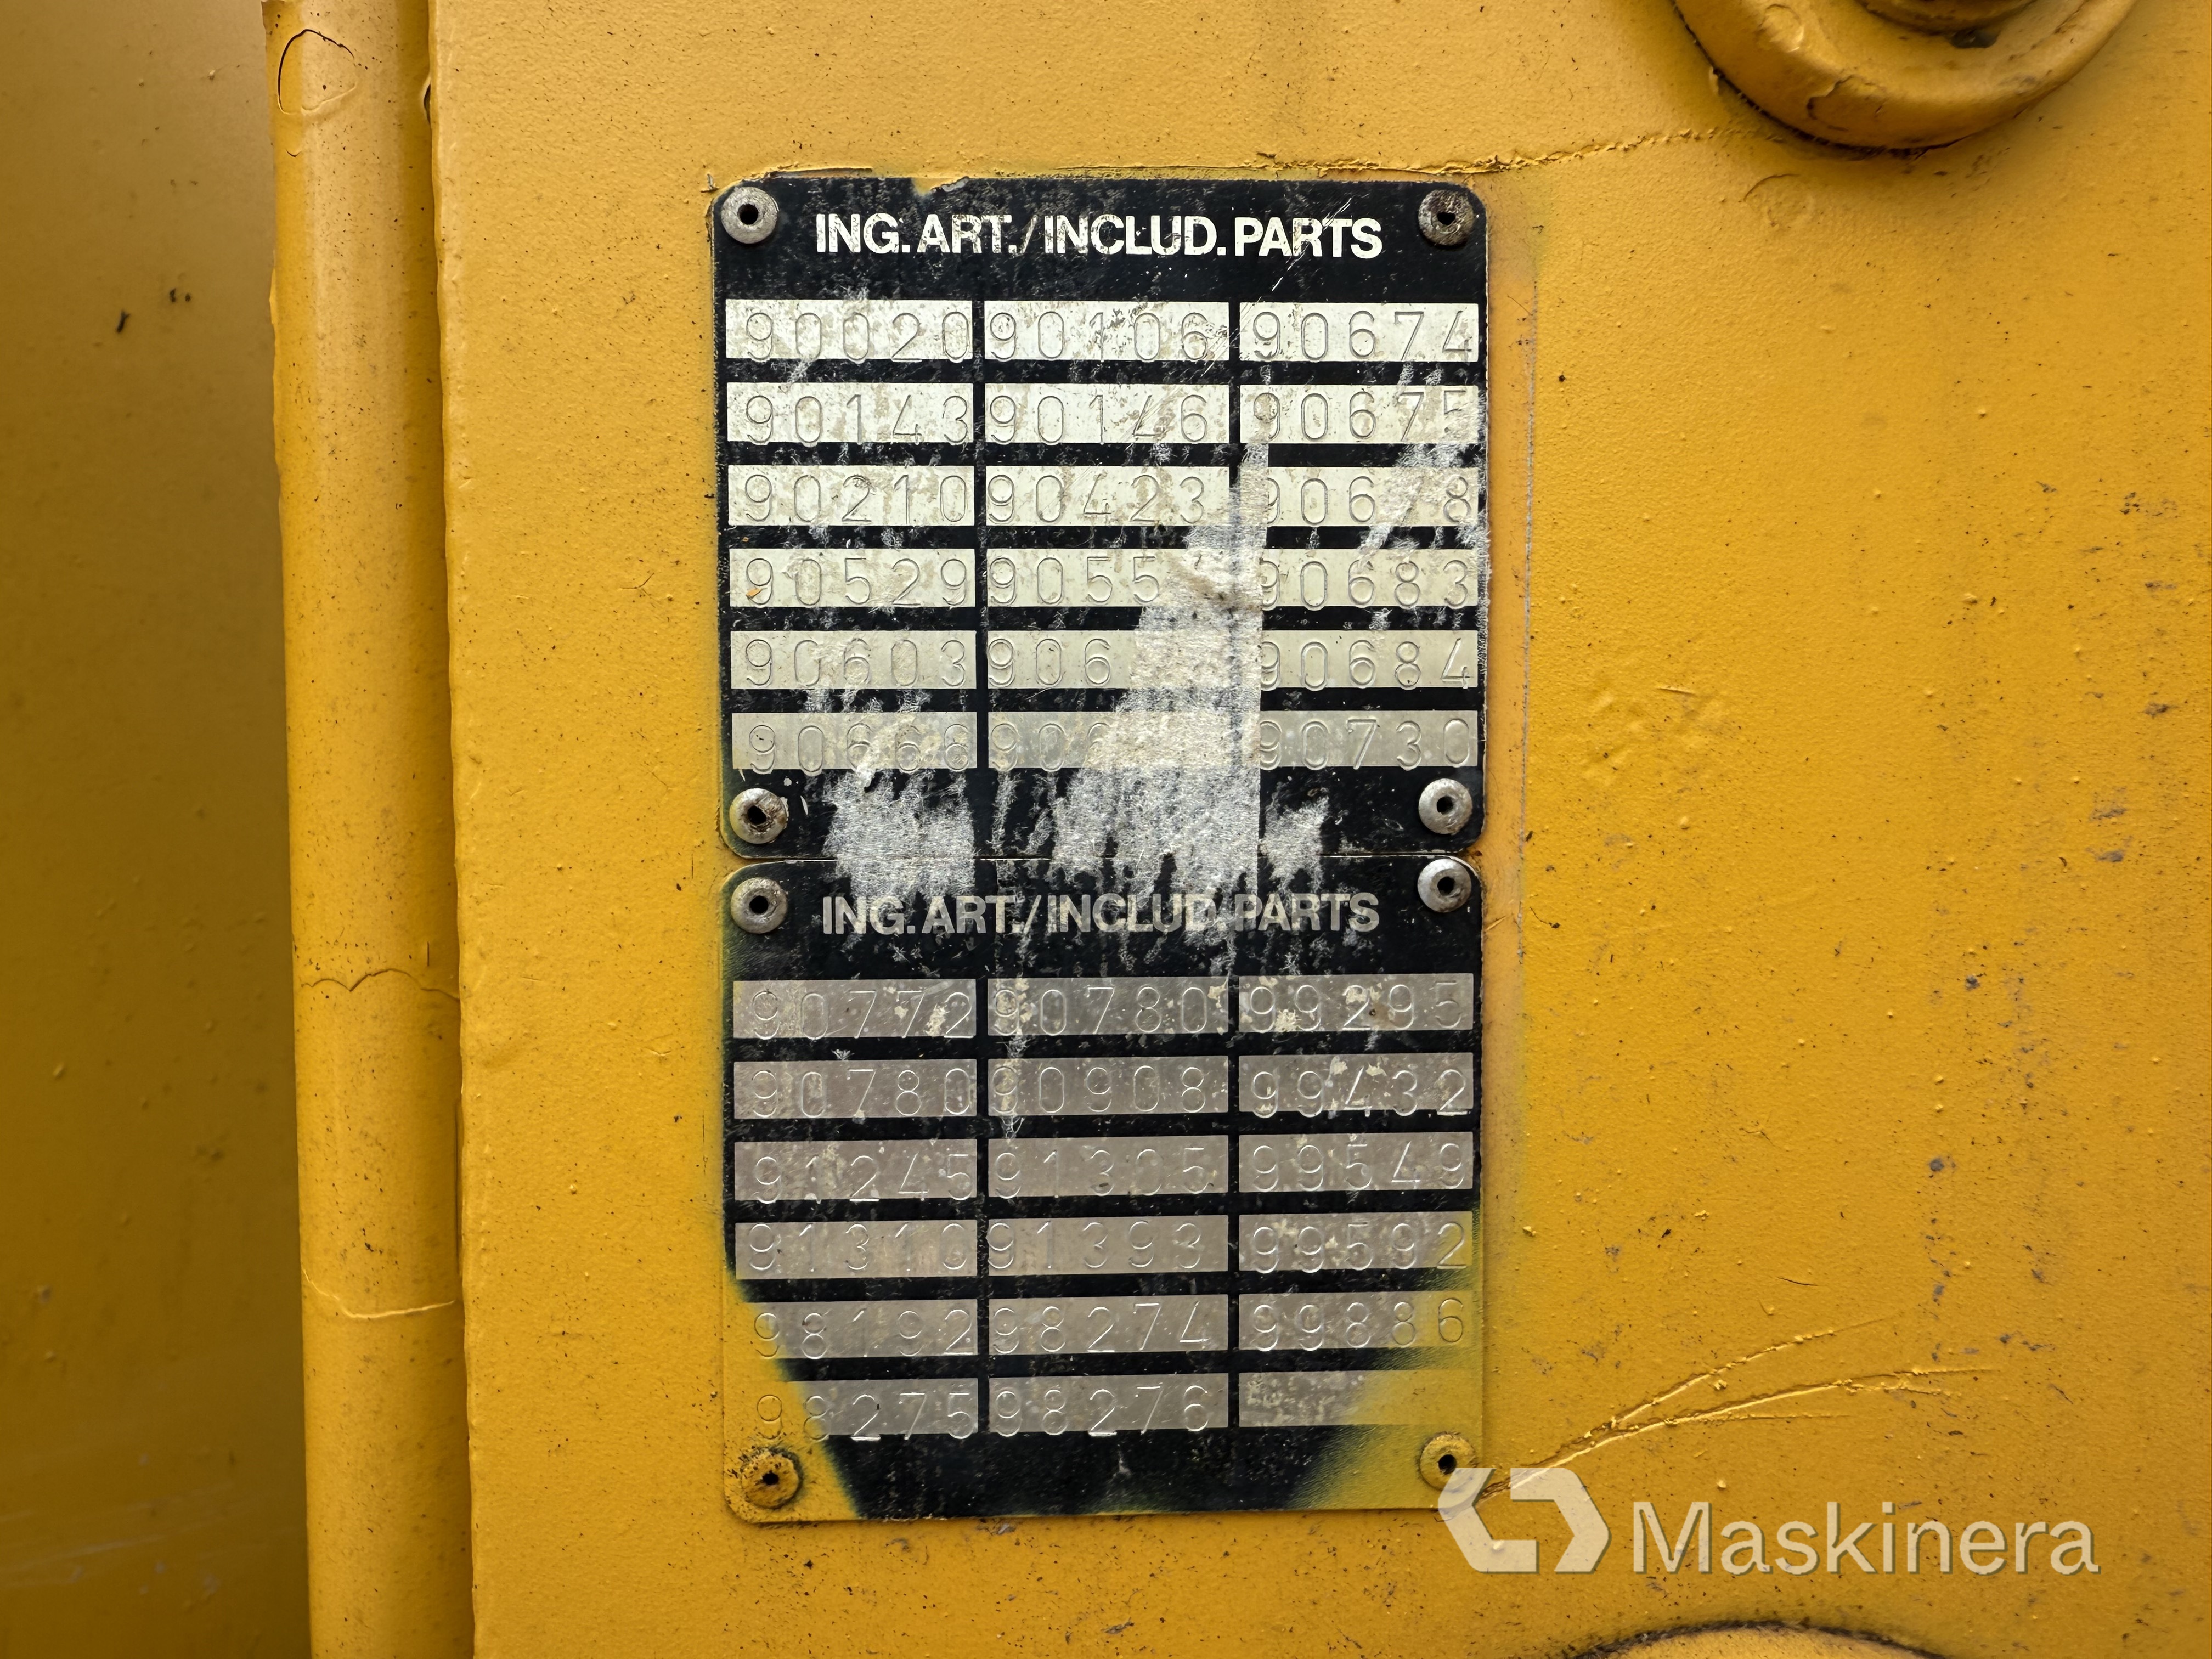 ING. ART./INCLUD. PARTS
90020 90106 90674
90143 90146 90675
90210 90423 90678
90529 90683
90603 90684
90668 90730
ING. ART./INCLUD. PARTS
90772 90780 99295
90780 90908 99432
91245 91305 99549
91310 91393 99592
98192 98274 99886
98275 98276
Maskinera